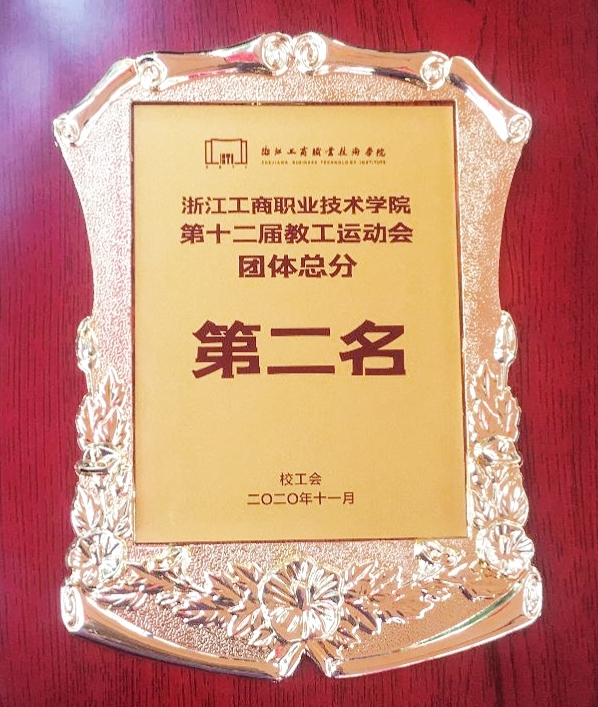 浙江工商職業技術學院
ZHEJIANG BUSINESS TECHNOLOGY INSTITUTE
浙江工商职业技术学院
第十二届教工运动会
团体总分
第二名
校工会
二〇二〇年十一月